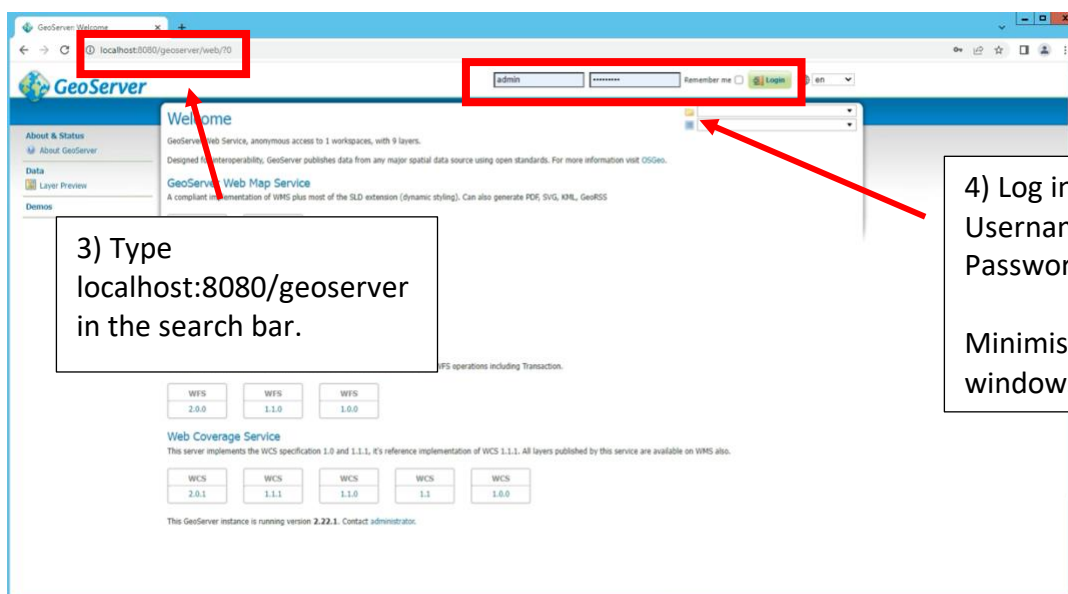 GeoServer: Welcome
localhost:8080/geoserver/web/?0
GeoServer
admin
Remember me
Login
en
About & Status
About GeoServer
Data
Layer Preview
Demos
Welcome
GeoServer Web Service, anonymous access to 1 workspaces, with 9 layers.
Designed for interoperability, GeoServer publishes data from any major spatial data source using open standards. For more information visit OSGeo.
GeoServer Web Map Service
A compliant implementation of WMS plus most of the SLD extension (dynamic styling). Can also generate PDF, SVG, KML, GeoRSS
3) Type
localhost:8080/geoserver
in the search bar.
4) Log in
Minimis
window
WFS operations including Transaction.
WFS WFS WFS
2.0.0 1.1.0 1.0.0
Web Coverage Service
This server implements the WCS specification 1.0 and 1.1.1, it's reference implementation of WCS 1.1.1. All layers published by this service are available on WMS also.
WCS WCS WCS WCS WCS
2.0.1 1.1.1 1.1.0 1.1 1.0.0
This GeoServer instance is running version 2.22.1. Contact administrator.